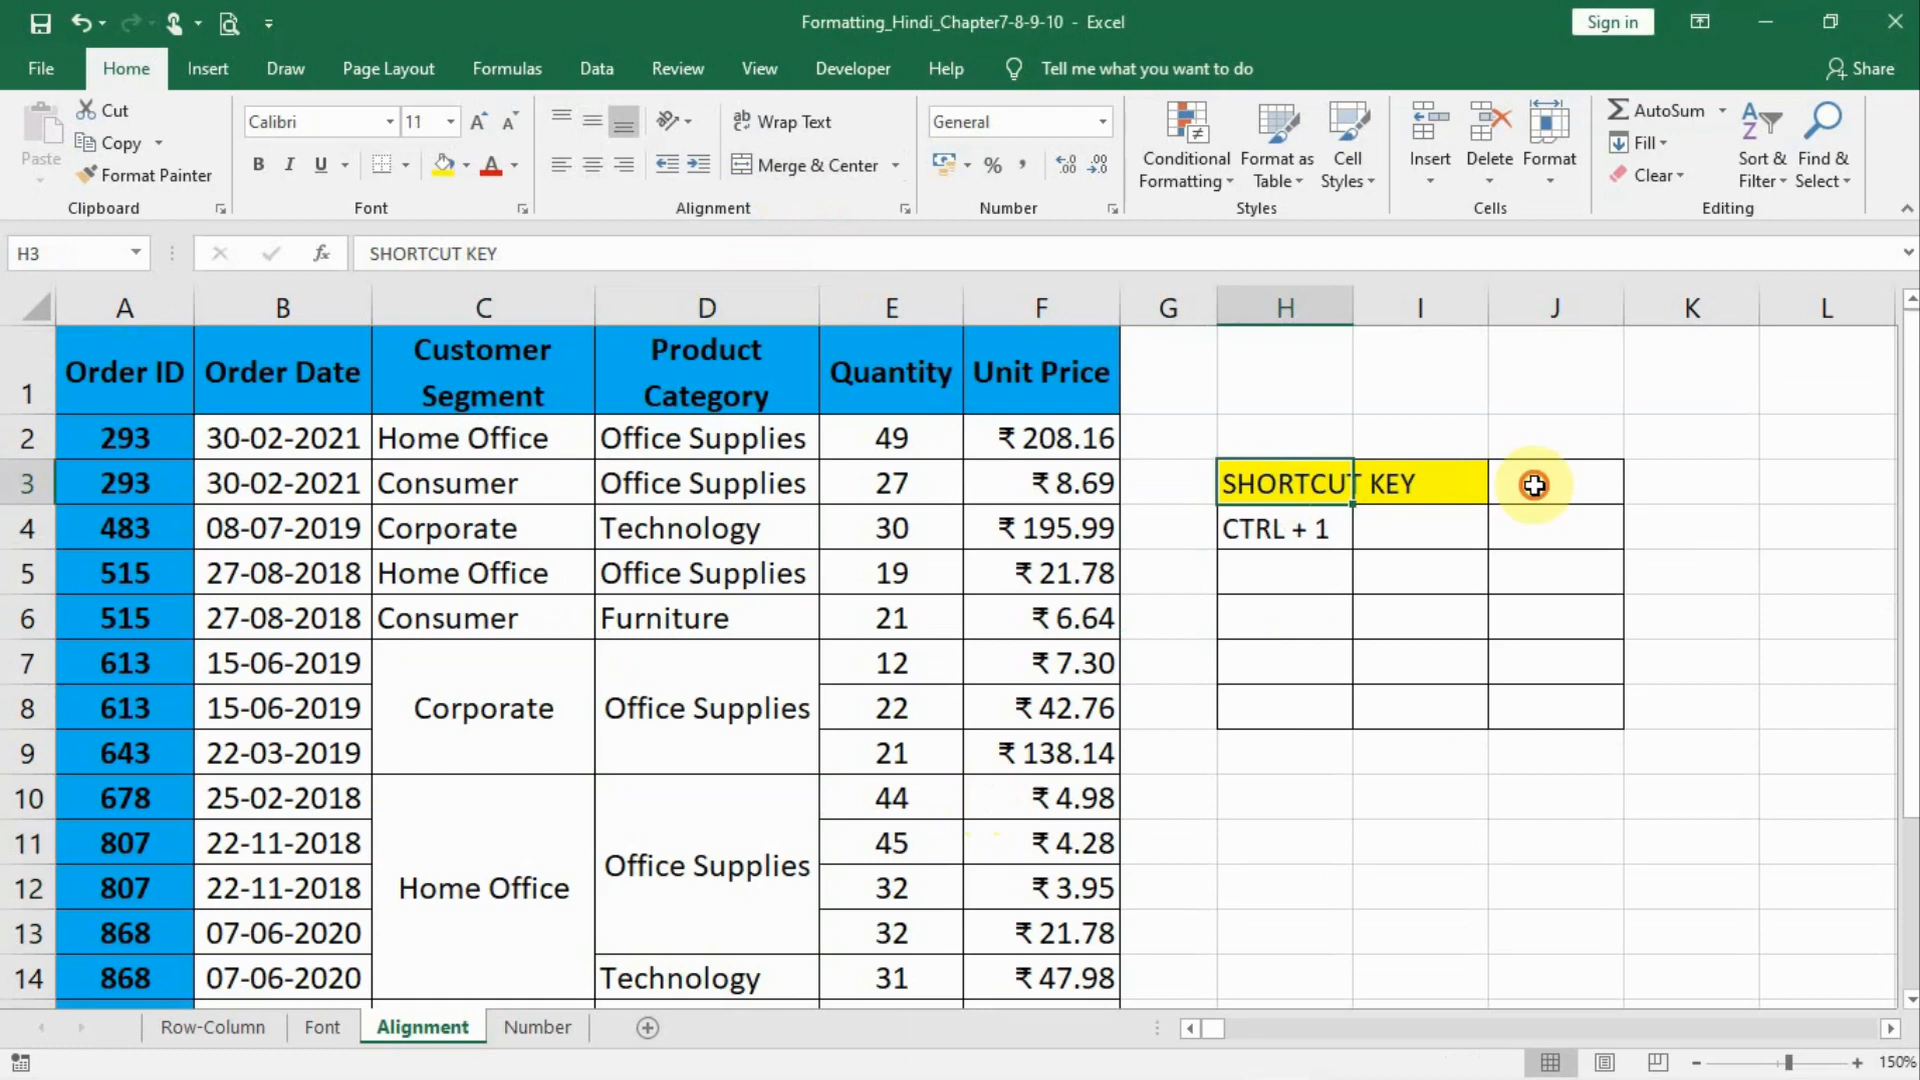 Formatting_Hindi_Chapter7-8-9-10 - Excel
Sign in
File Home Insert Draw Page Layout Formulas Data Review View Developer Help Tell me what you want to do Share
Paste
Cut
Copy
Format Painter
Clipboard
Calibri 11
B I U
Font
Wrap Text
Merge & Center
Alignment
General
Number
Conditional Formatting
Format as Table
Cell Styles
Styles
Insert Delete Format
Cells
AutoSum
Fill
Clear
Sort & Filter
Find & Select
Editing
H3 fx SHORTCUT KEY
A B C D E F G H I J K L
1 Order ID Order Date Customer Segment Product Category Quantity Unit Price
2 293 30-02-2021 Home Office Office Supplies 49 ₹ 208.16
3 293 30-02-2021 Consumer Office Supplies 27 ₹ 8.69 SHORTCUT KEY
4 483 08-07-2019 Corporate Technology 30 ₹ 195.99 CTRL + 1
5 515 27-08-2018 Home Office Office Supplies 19 ₹ 21.78
6 515 27-08-2018 Consumer Furniture 21 ₹ 6.64
7 613 15-06-2019 12 ₹ 7.30
8 613 15-06-2019 Corporate Office Supplies 22 ₹ 42.76
9 643 22-03-2019 21 ₹ 138.14
10 678 25-02-2018 44 ₹ 4.98
11 807 22-11-2018 Office Supplies 45 ₹ 4.28
12 807 22-11-2018 Home Office 32 ₹ 3.95
13 868 07-06-2020 32 ₹ 21.78
14 868 07-06-2020 Technology 31 ₹ 47.98
Row-Column Font Alignment Number
150%